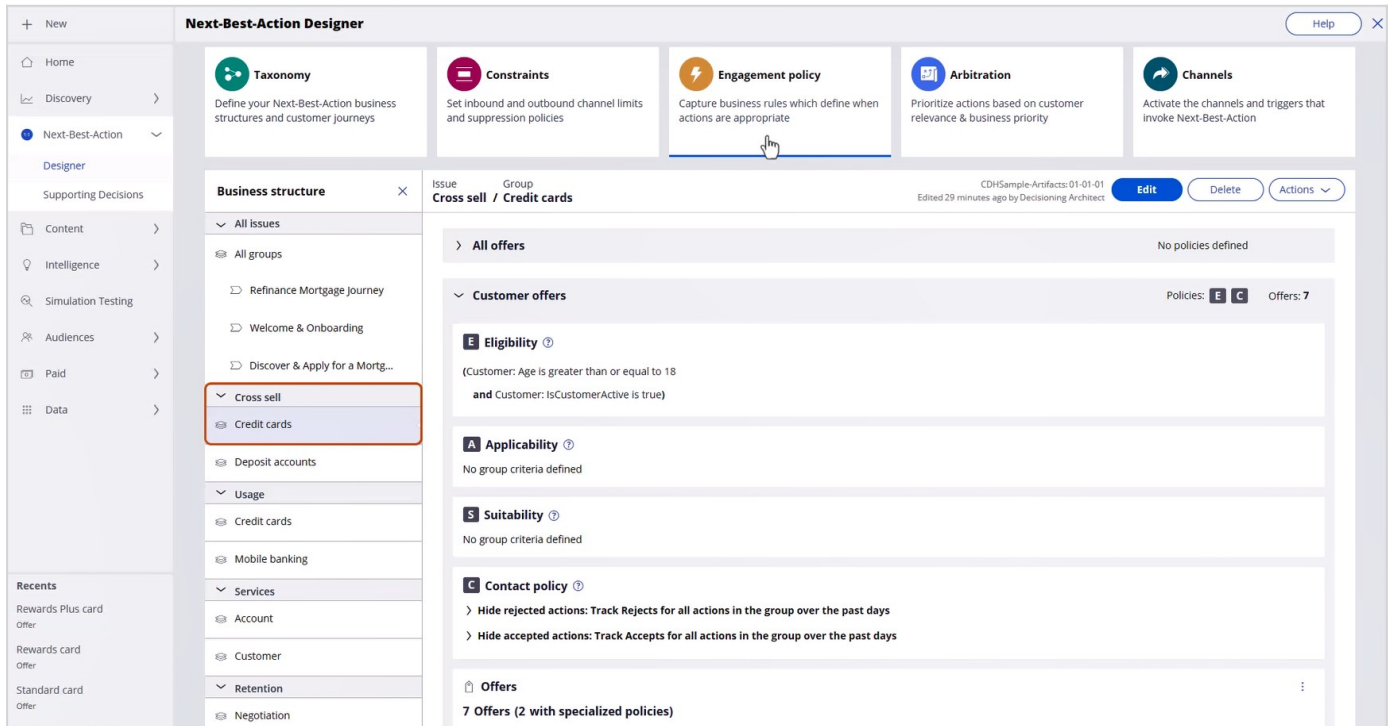 New
Next-Best-Action Designer
Help
Home
Discovery
Next-Best-Action
Designer
Supporting Decisions
Content
Intelligence
Simulation Testing
Audiences
Paid
Data
Recents
Rewards Plus card
Offer
Rewards card
Offer
Standard card
Offer
Taxonomy
Define your Next-Best-Action business
structures and customer journeys
Constraints
Set inbound and outbound channel limits
and suppression policies
Engagement policy
Capture business rules which define when
actions are appropriate
Arbitration
Prioritize actions based on customer
relevance & business priority
Channels
Activate the channels and triggers that
invoke Next-Best-Action
Business structure
All issues
All groups
Refinance Mortgage Journey
Welcome & Onboarding
Discover & Apply for a Mortg...
Cross sell
Credit cards
Deposit accounts
Usage
Credit cards
Mobile banking
Services
Account
Customer
Retention
Negotiation
Issue Group
Cross sell / Credit cards
CDHSample-Artifacts: 01-01-01
Edited 29 minutes ago by Decisioning Architect
Edit
Delete
Actions
All offers
No policies defined
Customer offers
Policies: E C Offers: 7
E Eligibility ?
(Customer: Age is greater than or equal to 18
and Customer: IsCustomerActive is true)
A Applicability ?
No group criteria defined
S Suitability ?
No group criteria defined
C Contact policy ?
Hide rejected actions: Track Rejects for all actions in the group over the past days
Hide accepted actions: Track Accepts for all actions in the group over the past days
Offers
7 Offers (2 with specialized policies)